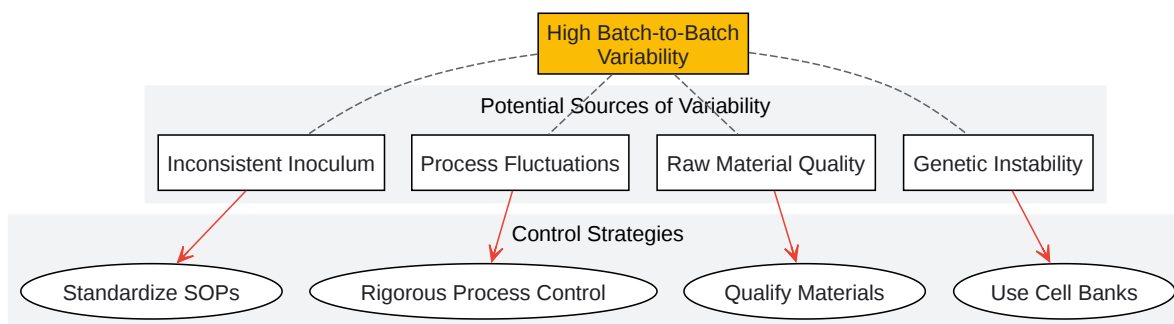 High Batch-to-Batch
Variability
Potential Sources of Variability
Inconsistent Inoculum
Process Fluctuations
Raw Material Quality
Genetic Instability
Control Strategies
Standardize SOPs
Rigorous Process Control
Qualify Materials
Use Cell Banks